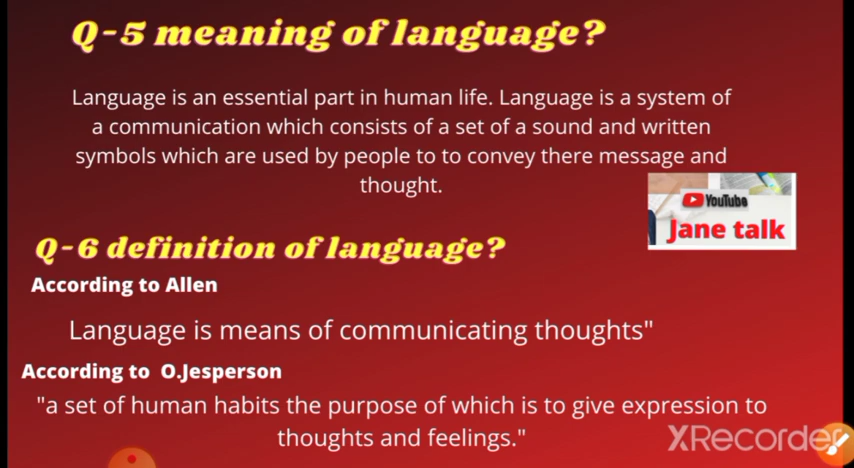 Q-5 meaning of language?
Language is an essential part in human life. Language is a system of
a communication which consists of a set of a sound and written
symbols which are used by people to to convey there message and
thought.
YouTube
Jane talk
Q-6 definition of language?
According to Allen
Language is means of communicating thoughts"
According to O.Jesperson
"a set of human habits the purpose of which is to give expression to
thoughts and feelings."
XRecorder